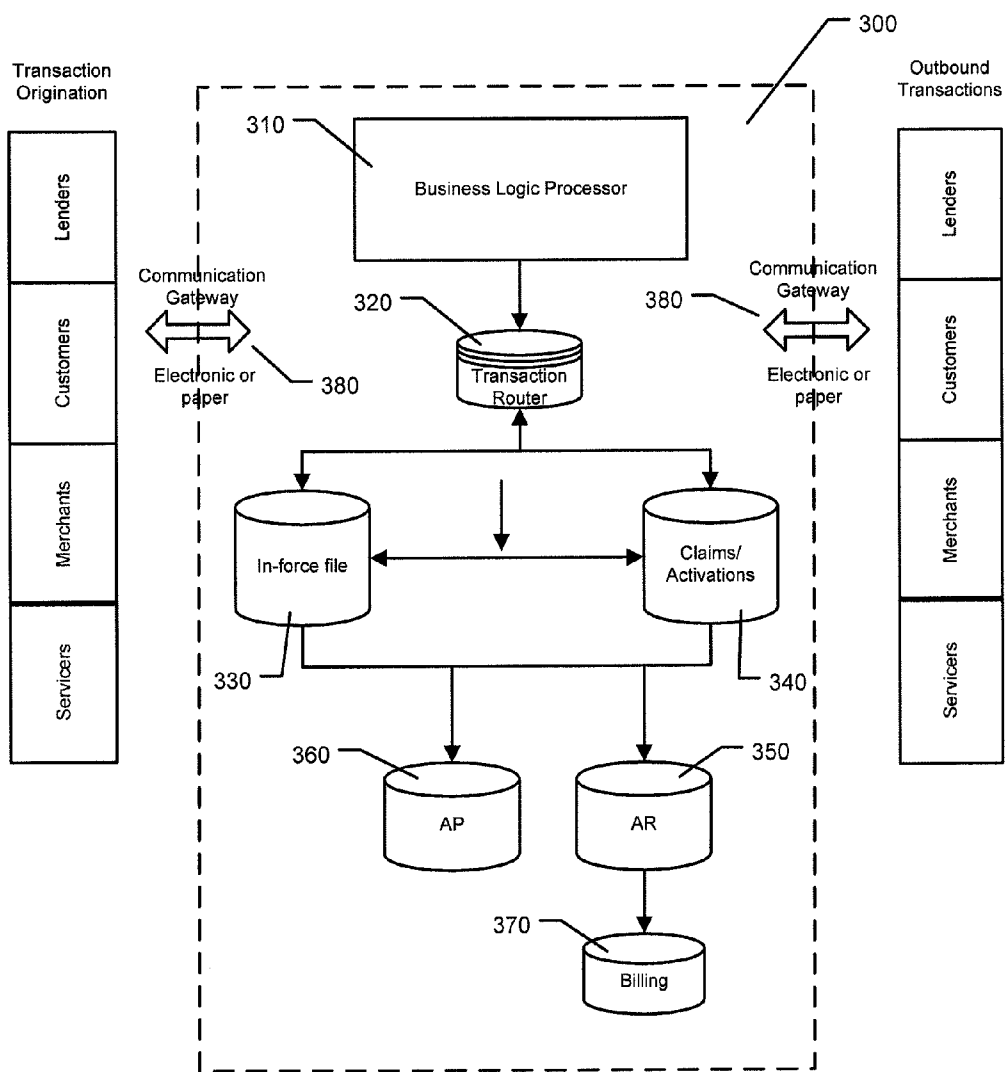 300
Transaction
Origination
Outbound
Transactions
310
Business Logic Processor
Lenders
Customers
Merchants
Servicers
Communication
Gateway
Electronic or
paper
380
320
Transaction
Router
380
Communication
Gateway
Electronic or
paper
Lenders
Customers
Merchants
Servicers
In-force file
Claims/
Activations
330
340
360
350
AP
AR
370
Billing